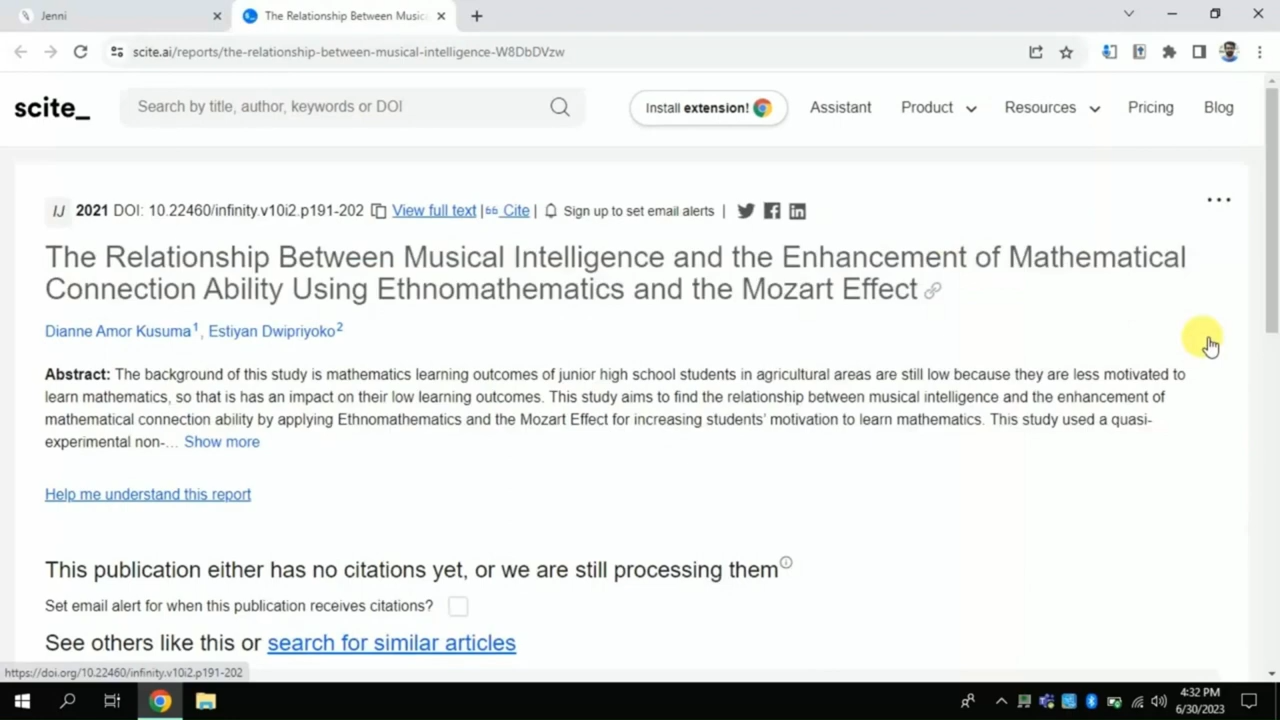 Jenni
The Relationship Between Music
scite.ai/reports/the-relationship-between-musical-intelligence-W8DbDVzw
scite_
Search by title, author, keywords or DOI
Install extension!
Assistant
Product
Resources
Pricing
Blog
IJ 2021 DOI: 10.22460/infinity.v10i2.p191-202 View full text | Cite | Sign up to set email alerts |
The Relationship Between Musical Intelligence and the Enhancement of Mathematical
Connection Ability Using Ethnomathematics and the Mozart Effect
Dianne Amor Kusuma1, Estiyan Dwipriyoko2
Abstract: The background of this study is mathematics learning outcomes of junior high school students in agricultural areas are still low because they are less motivated to
learn mathematics, so that is has an impact on their low learning outcomes. This study aims to find the relationship between musical intelligence and the enhancement of
mathematical connection ability by applying Ethnomathematics and the Mozart Effect for increasing students' motivation to learn mathematics. This study used a quasi-
experimental non-... Show more
Help me understand this report
This publication either has no citations yet, or we are still processing them
Set email alert for when this publication receives citations?
See others like this or search for similar articles
https://doi.org/10.22460/infinity.v10i2.p191-202
4:32 PM
6/30/2023